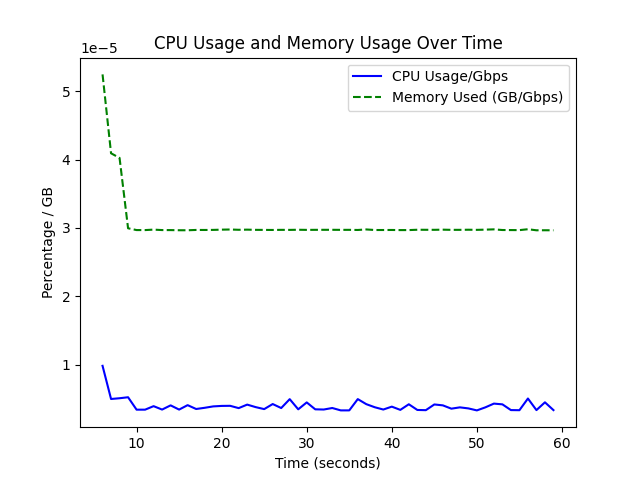 CPU Usage and Memory Usage Over Time
1e−5
CPU Usage/Gbps
Memory Used (GB/Gbps)
5
4
3
2
1
Percentage / GB
10 20 30 40 50 60
Time (seconds)